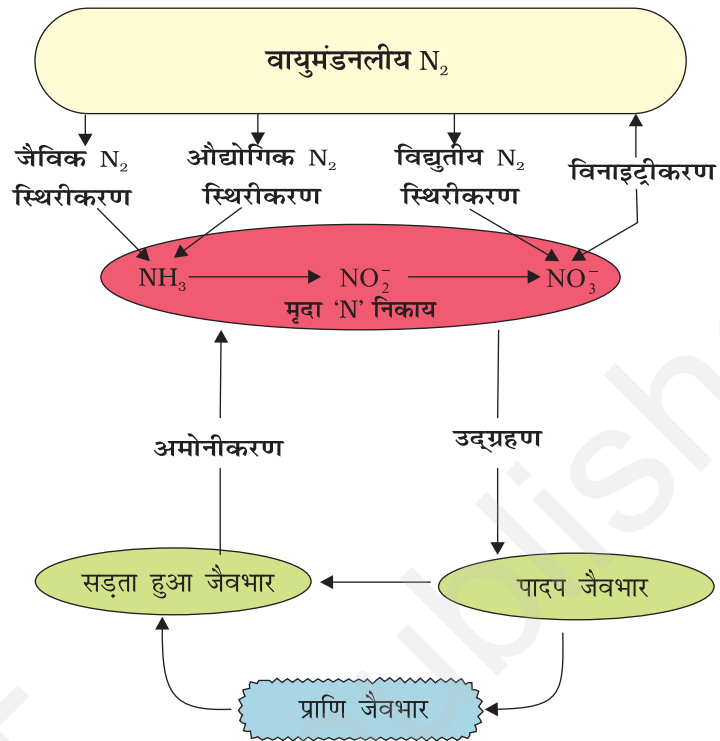 वायुमंडनलीय N₂
जैविक N₂
स्थिरीकरण
औद्योगिक N₂
स्थिरीकरण
विद्युतीय N₂
स्थिरीकरण
विनाइट्रीकरण
NH₃ NO₂⁻ NO₃⁻
मृदा ‘N’ निकाय
अमोनीकरण
उद्ग्रहण
सड़ता हुआ जैवभार
पादप जैवभार
प्राणि जैवभार